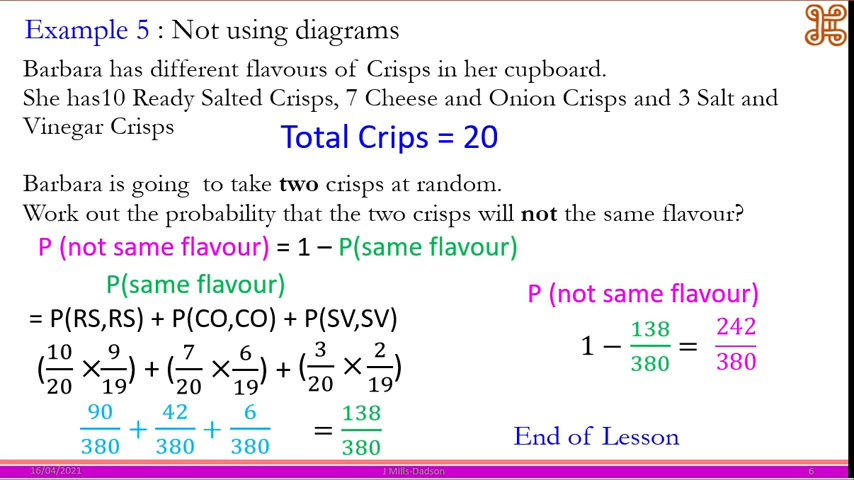 Example 5 : Not using diagrams
Barbara has different flavours of Crisps in her cupboard.
She has10 Ready Salted Crisps, 7 Cheese and Onion Crisps and 3 Salt and
Vinegar Crisps
Total Crips = 20
Barbara is going to take two crisps at random.
Work out the probability that the two crisps will not the same flavour?
P (not same flavour) = 1 – P(same flavour)
P(same flavour)
= P(RS,RS) + P(CO,CO) + P(SV,SV)
(10/20 × 9/19) + (7/20 × 6/19) + (3/20 × 2/19)
90/380 + 42/380 + 6/380 = 138/380
P (not same flavour)
1 − 138/380 = 242/380
End of Lesson
16/04/2021
J Mills-Dadson
6